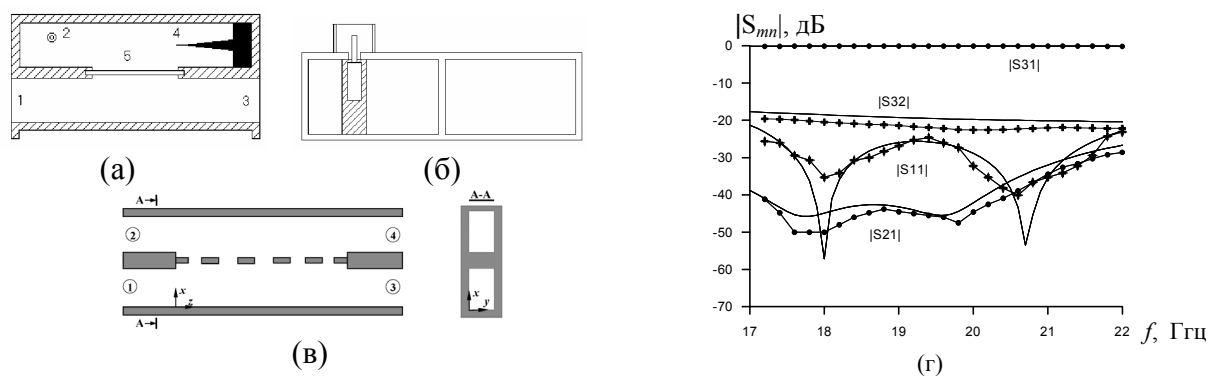 2
4
5
1
3
(а)
(б)
A
A-A
②
④
①
③
x
z
x
y
A
(в)
|Smn|, дБ
0
-10
-20
-30
-40
-50
-60
-70
|S31|
|S32|
|S11|
|S21|
17
18
19
20
21
22
f, Ггц
(г)